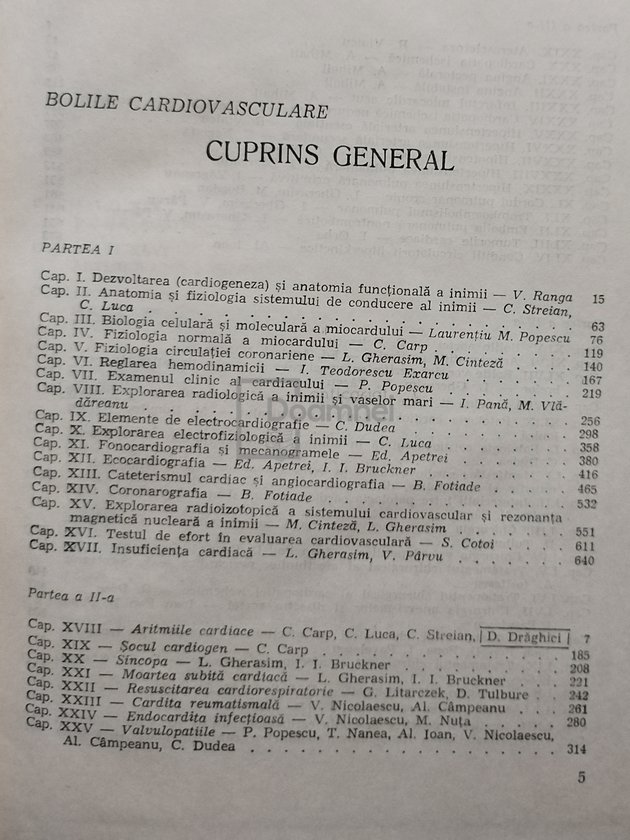 BOLILE CARDIOVASCULARE
CUPRINS GENERAL
PARTEA I
Cap. I. Dezvoltarea (cardiogeneza) și anatomia funcțională a inimii — V. Ranga 15
Cap. II. Anatomia și fiziologia sistemului de conducere al inimii — C. Streian,
C. Luca . . . . . . . . . . . . . . . . . 63
Cap. III. Biologia celulară și moleculară a miocardului — Laurențiu M. Popescu 76
Cap. IV. Fiziologia normală a miocardului — C. Carp . . . . . . 119
Cap. V. Fiziologia circulației coronariene — L. Gherasim, M. Cinteză . . . 140
Cap. VI. Reglarea hemodinamicii — I. Teodorescu Exarcu . . . . . . 167
Cap. VII. Examenul clinic al cardiacului — P. Popescu . . . . . . 219
Cap. VIII. Explorarea radiologică a inimii și vaselor mari — I. Pană, M. Vlă-
dăreanu . . . . . . . . . . . . . . . . . 256
Cap. IX. Elemente de electrocardiografie — C. Dudea . . . . . . . 298
Cap. X. Explorarea electrofiziologică a inimii — C. Luca . . . . . 358
Cap. XI. Fonocardiografia și mecanogramele — Ed. Apetrei . . . . . 380
Cap. XII. Ecocardiografia — Ed. Apetrei, I. I. Bruckner . . . . . . 416
Cap. XIII. Cateterismul cardiac și angiocardiografia — B. Fotiade . . . 465
Cap. XIV. Coronarografia — B. Fotiade . . . . . . . . . . . 532
Cap. XV. Explorarea radioizotopică a sistemului cardiovascular și rezonanța
magnetică nucleară a inimii — M. Cinteză, L. Gherasim . . . . . 551
Cap. XVI. Testul de efort în evaluarea cardiovasculară — S. Cotoi . . . . 611
Cap. XVII. Insuficiența cardiacă — L. Gherasim, V. Pârvu . . . . . . 640
Partea a II-a
Cap. XVIII — Aritmiile cardiace — C. Carp, C. Luca, C. Streian, D. Drăghici 7
Cap. XIX — Șocul cardiogen — C. Carp . . . . . . . . . . . 185
Cap. XX — Sincopa — L. Gherasim, I. I. Bruckner . . . . . . . . 208
Cap. XXI — Moartea subită cardiacă — L. Gherasim, I. I. Bruckner . . . 221
Cap. XXII — Resuscitarea cardiorespiratorie — G. Litarczek, D. Tulbure . . 242
Cap. XXIII — Cardita reumatismală — V. Nicolaescu, Al. Câmpeanu . . . 261
Cap. XXIV — Endocardita infecțioasă — V. Nicolaescu, M. Nuța . . . . 280
Cap. XXV — Valvulopatiile — P. Popescu, T. Nanea, Al. Ioan, V. Nicolaescu,
Al. Câmpeanu, C. Dudea . . . . . . . . . . . . . 314
5